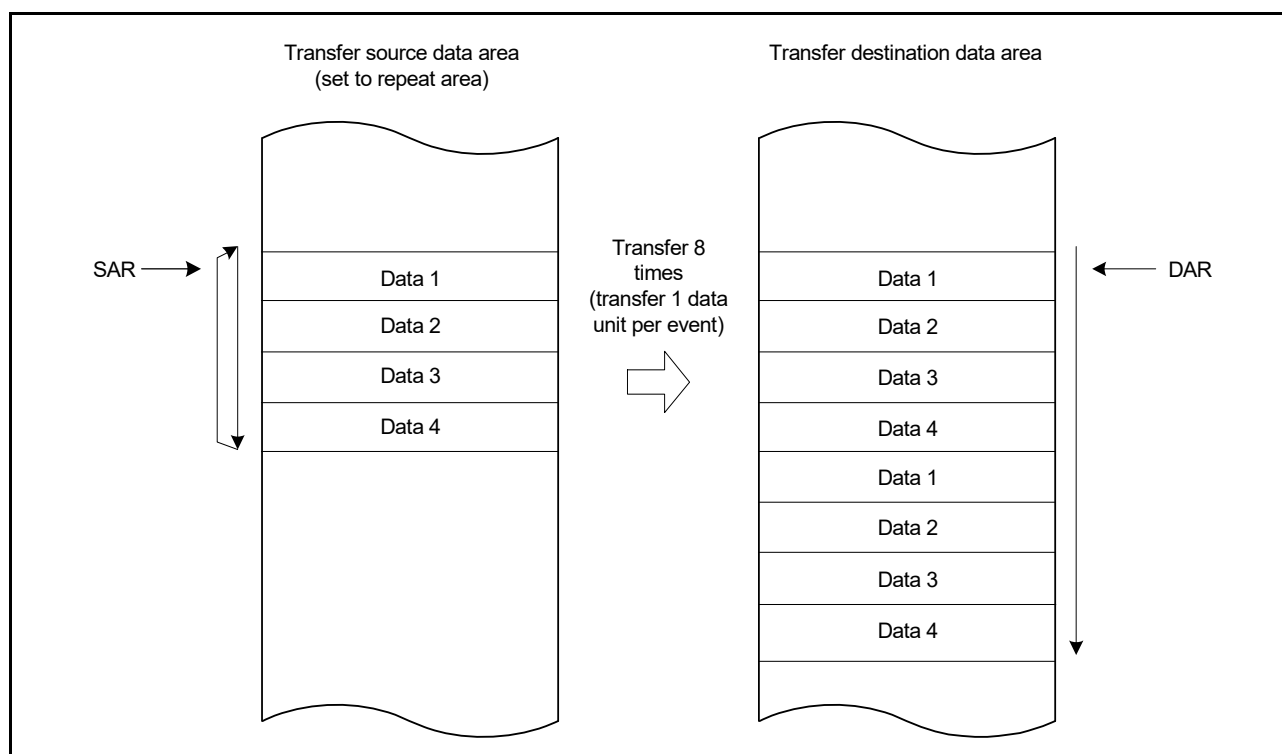 Transfer source data area
(set to repeat area)
Transfer destination data area
SAR
Data 1
Data 2
Data 3
Data 4
Transfer 8
times
(transfer 1 data
unit per event)
Data 1
Data 2
Data 3
Data 4
Data 1
Data 2
Data 3
Data 4
DAR